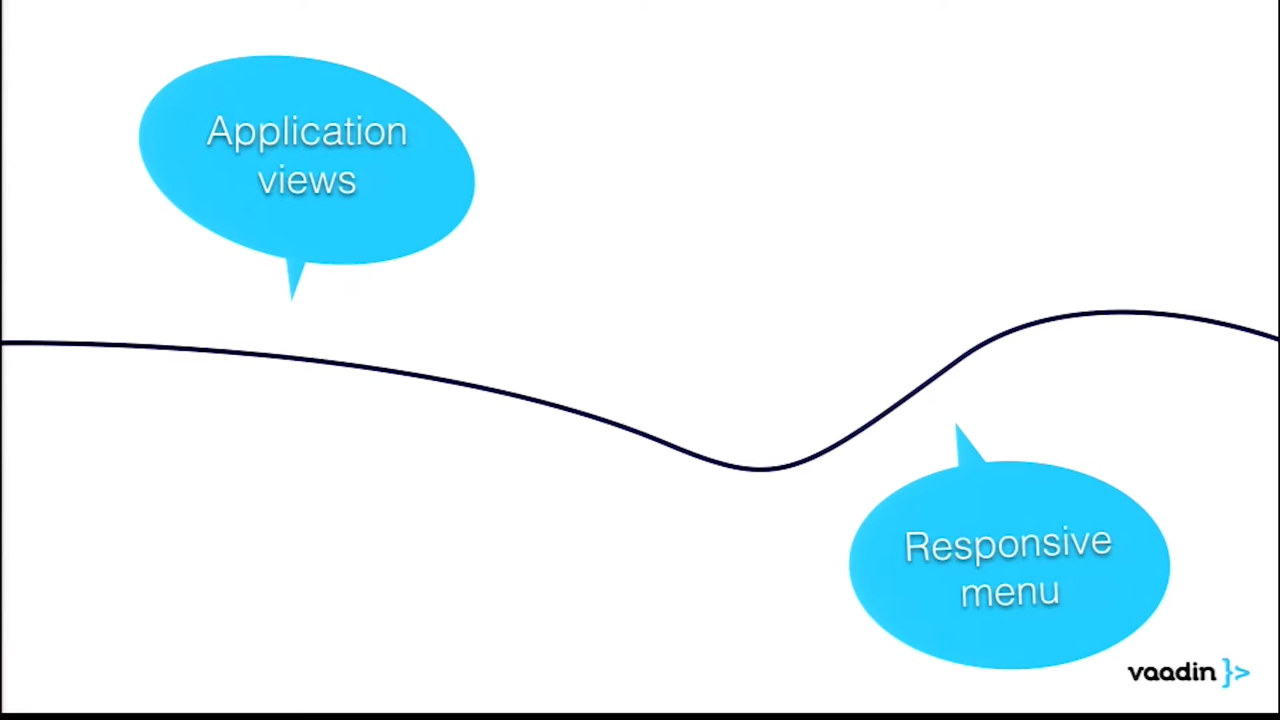 Application
views
Responsive
menu
vaadin }>